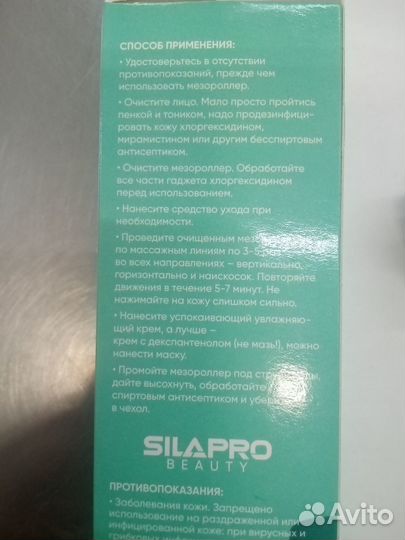 СПОСОБ ПРИМЕНЕНИЯ:
• Удостоверьтесь в отсутствии
противопоказаний, прежде чем
использовать мезороллер.
• Очистите лицо. Мало просто пройтись
пенкой и тоником, надо продезинфици-
ровать кожу хлоргексидином,
мирамистином или другим бесспиртовым
антисептиком.
• Очистите мезороллер. Обработайте
все части гаджета хлоргексидином
перед использованием.
• Нанесите средство ухода при
необходимости.
• Проведите очищенным
по массажным линиям по 3-5
во всех направлениях – вертикально,
горизонтально и наискосок. Повторяйте
движения в течение 5-7 минут. Не
нажимайте на кожу слишком сильно.
• Нанесите успокаивающий увлажняю-
щий крем, а лучше –
крем с декспантенолом (не мазь!), можно
нанести маску.
• Промойте мезороллер под
дайте высохнуть, обработайте
спиртовым антисептиком и
в чехол.
SILAPRO
BEAUTY
ПРОТИВОПОКАЗАНИЯ:
• Заболевания кожи. Запрещено
использование на раздраженной или
инфицированной коже: при вирусных и
грибковых
Avito